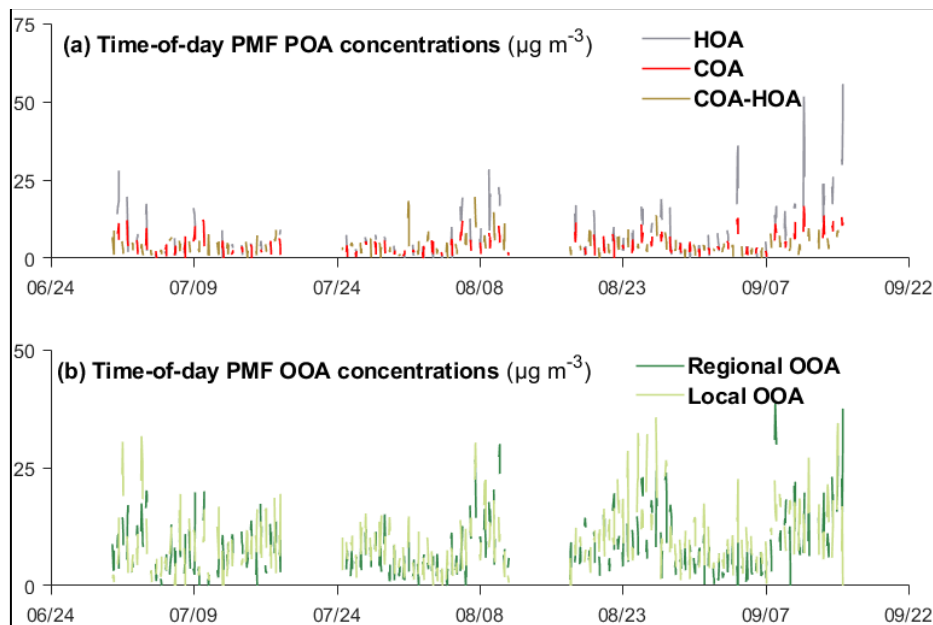 75
(a) Time-of-day PMF POA concentrations (µg m-3)
HOA
COA
COA-HOA
50
25
0
06/24 07/09 07/24 08/08 08/23 09/07 09/22
50
(b) Time-of-day PMF OOA concentrations (µg m-3)
Regional OOA
Local OOA
25
0
06/24 07/09 07/24 08/08 08/23 09/07 09/22